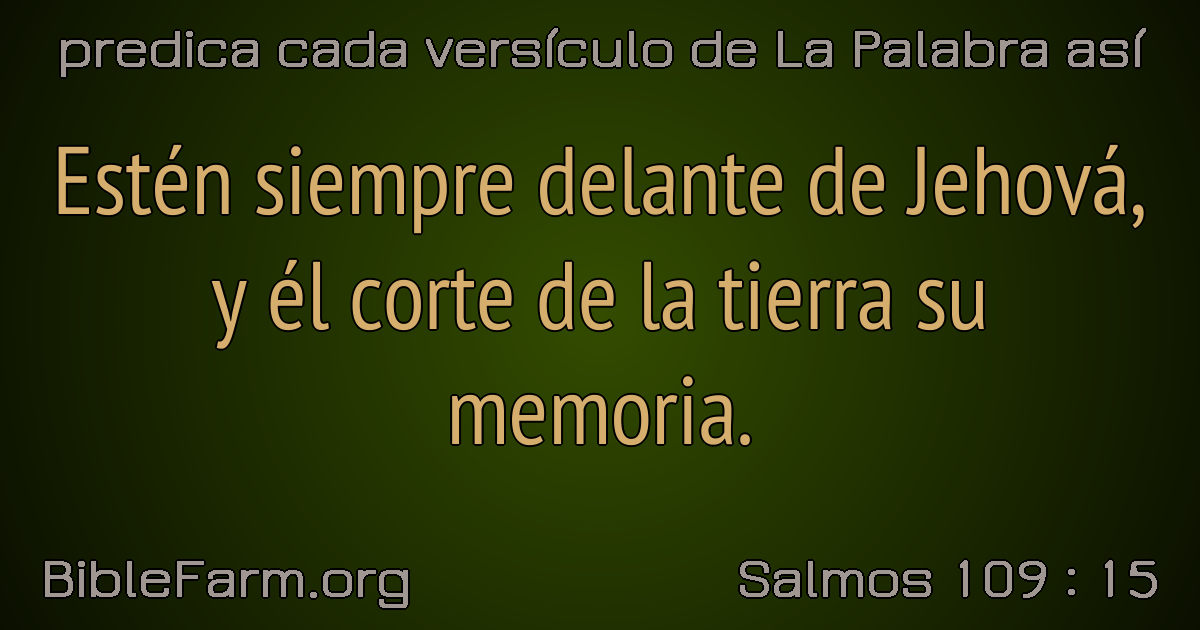 predica cada versículo de La Palabra así
Estén siempre delante de Jehová,
y él corte de la tierra su
memoria.
BibleFarm.org
Salmos 109 : 15